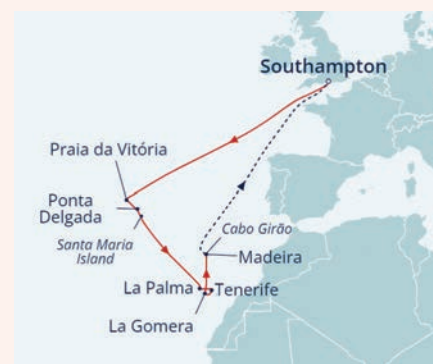 Southampton
Praia da Vitória
Ponta
Delgada
Santa Maria
Island
Cabo Girão
Madeira
La Palma
Tenerife
La Gomera